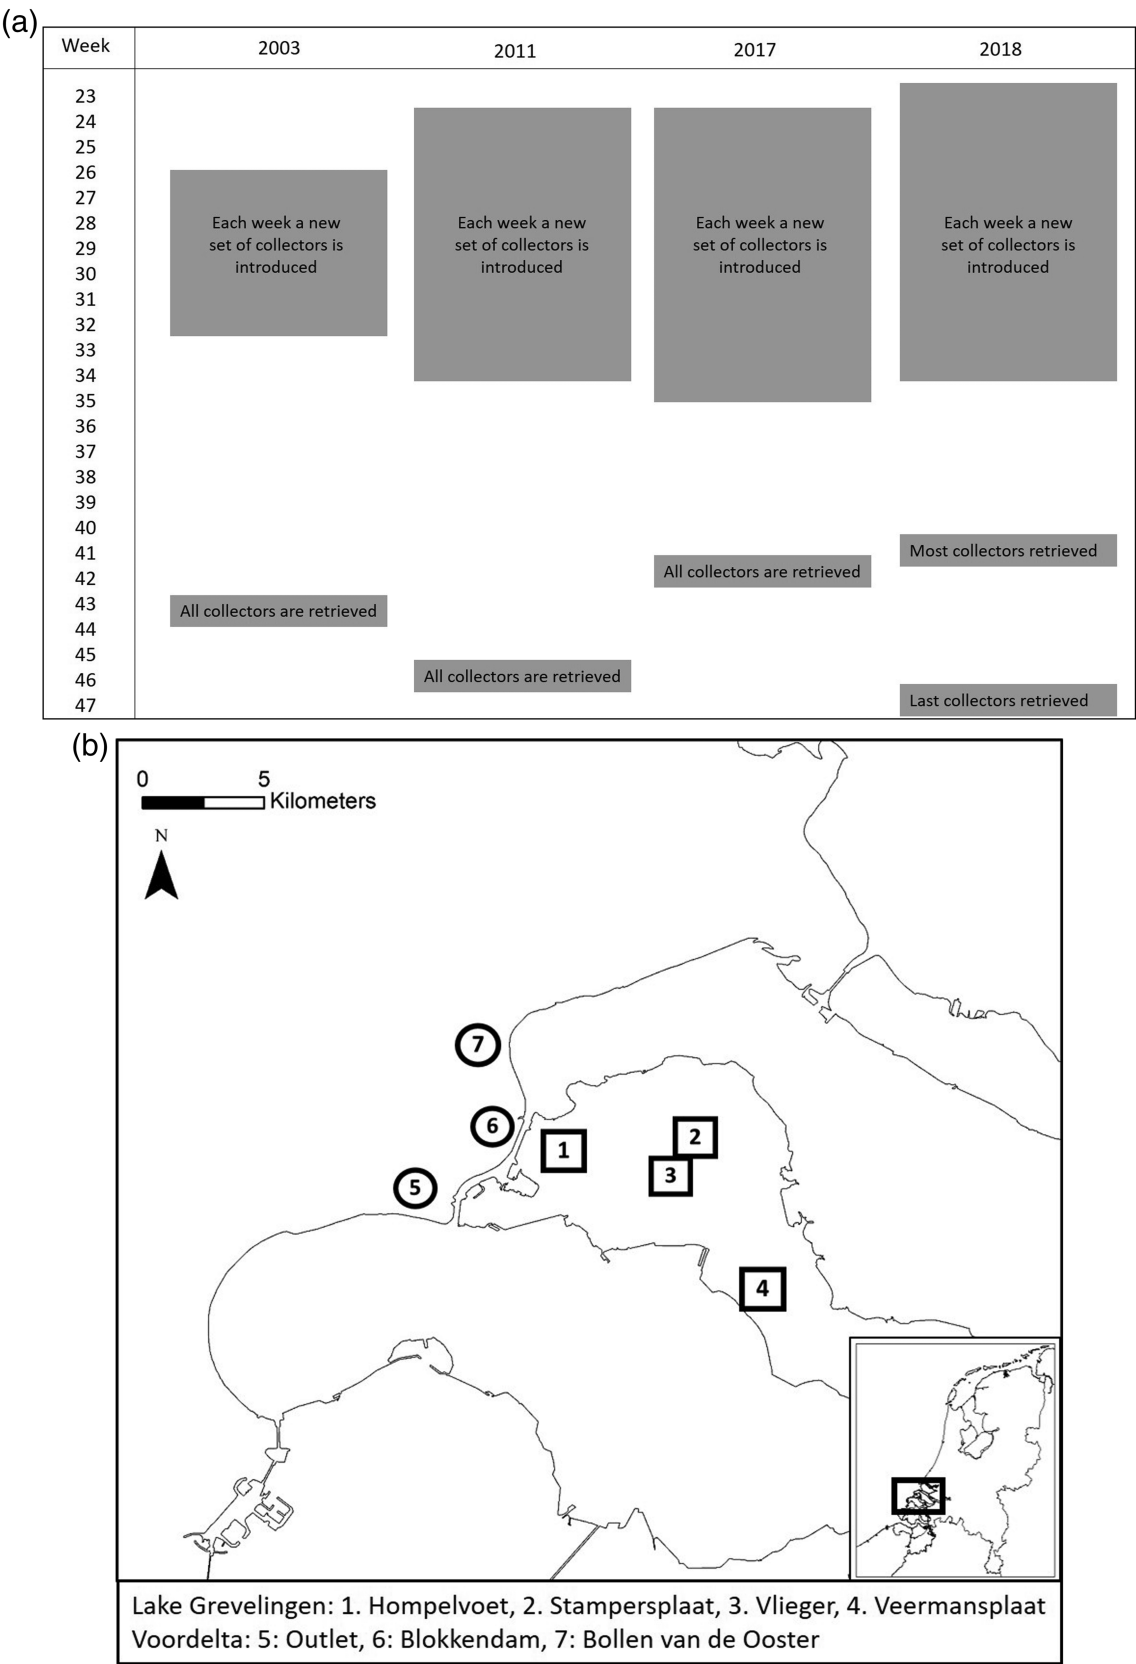 (a)
Week 2003 2011 2017 2018
23
24
25
26
27
28
29
30
31
32
33
34
35
36
37
38
39
40
41
42
43
44
45
46
47
Each week a new
set of collectors is
introduced
Each week a new
set of collectors is
introduced
Each week a new
set of collectors is
introduced
Each week a new
set of collectors is
introduced
Most collectors retrieved
All collectors are retrieved
All collectors are retrieved
All collectors are retrieved
Last collectors retrieved
(b)
0 5
Kilometers
N
7
6
1
2
3
5
4
Lake Grevelingen: 1. Hompelvoet, 2. Stampersplaat, 3. Vlieger, 4. Veermansplaat
Voordelta: 5: Outlet, 6: Blokkendam, 7: Bollen van de Ooster